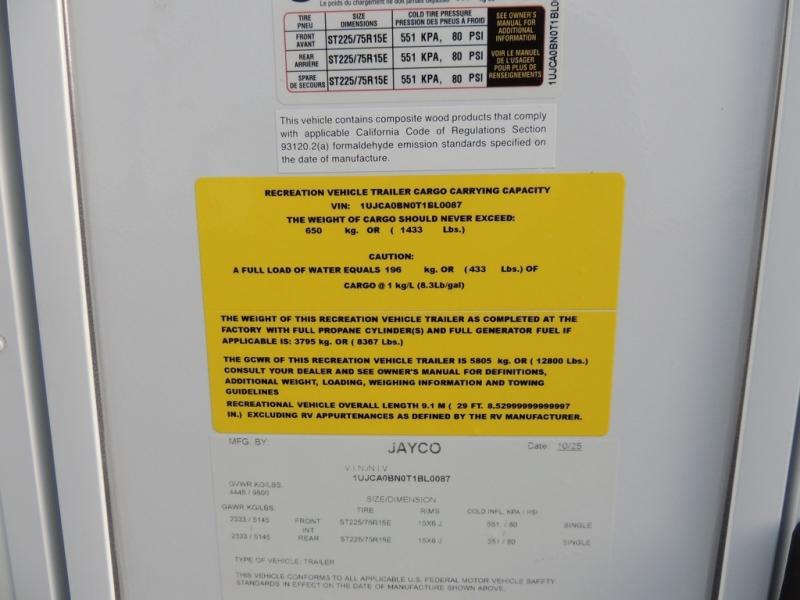 Le poids du chargement ne doit jamais dépasser
TIRE PNEU SIZE DIMENSIONS COLD TIRE PRESSURE PRESSION DES PNEUS À FROID
FRONT AVANT ST225/75R15E 551 KPA, 80 PSI
REAR ARRIÈRE ST225/75R15E 551 KPA, 80 PSI
SPARE DE SECOURS ST225/75R15E 551 KPA, 80 PSI
SEE OWNER'S
MANUAL FOR
ADDITIONAL
INFORMATION
VOIR LE MANUEL
DE L'USAGER
POUR PLUS DE
RENSEIGNEMENTS
1UJCA0BN0T1BL0
This vehicle contains composite wood products that comply
with applicable California Code of Regulations Section
93120.2(a) formaldehyde emission standards specified on
the date of manufacture.
RECREATION VEHICLE TRAILER CARGO CARRYING CAPACITY
VIN: 1UJCA0BN0T1BL0087
THE WEIGHT OF CARGO SHOULD NEVER EXCEED:
650 kg. OR ( 1433 Lbs.)
CAUTION:
A FULL LOAD OF WATER EQUALS 196 kg. OR (433 Lbs.) OF
CARGO @ 1 kg/L (8.3Lb/gal)
THE WEIGHT OF THIS RECREATION VEHICLE TRAILER AS COMPLETED AT THE
FACTORY WITH FULL PROPANE CYLINDER(S) AND FULL GENERATOR FUEL IF
APPLICABLE IS: 3795 kg. OR ( 8367 Lbs.)
THE GCWR OF THIS RECREATION VEHICLE TRAILER IS 5805 kg. OR ( 12800 Lbs.)
CONSULT YOUR DEALER AND SEE OWNER'S MANUAL FOR DEFINITIONS,
ADDITIONAL WEIGHT, LOADING, WEIGHING INFORMATION AND TOWING
GUIDELINES
RECREATIONAL VEHICLE OVERALL LENGTH 9.1 M ( 29 FT. 8.52999999999997
IN.) EXCLUDING RV APPURTENANCES AS DEFINED BY THE RV MANUFACTURER.
MFG. BY: JAYCO Date: 10/25
V.I.N./N.I.V
1UJCA0BN0T1BL0087
GVWR KG/LBS.
4445 / 9800
SIZE/DIMENSION
GAWR KG/LBS. TIRE RIMS COLD INFL. KPA / PSI
2333 / 5145 FRONT ST225/75R15E 15X6 J 551 / 80 SINGLE
INT
2333 / 5145 REAR ST225/75R15E 15X6 J 551 / 80 SINGLE
TYPE OF VEHICLE: TRAILER
THIS VEHICLE CONFORMS TO ALL APPLICABLE U.S. FEDERAL MOTOR VEHICLE SAFETY
STANDARDS IN EFFECT ON THE DATE OF MANUFACTURE SHOWN ABOVE.